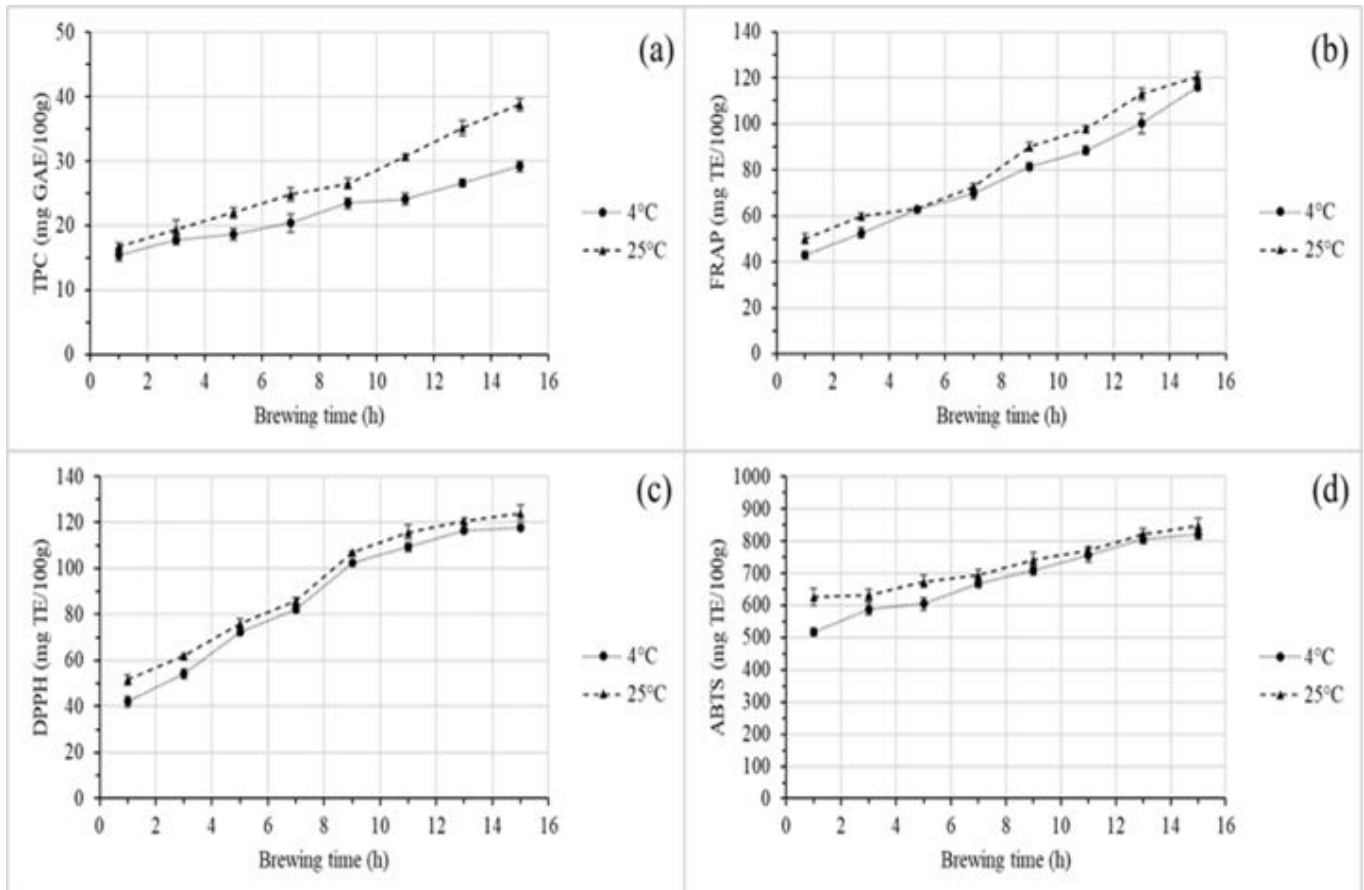 (a)
TPC (mg GAE/100g)
50
40
30
20
10
0
0 2 4 6 8 10 12 14 16
Brewing time (h)
4°C
25°C
(b)
FRAP (mg TE/100g)
140
120
100
80
60
40
20
0
0 2 4 6 8 10 12 14 16
Brewing time (h)
4°C
25°C
(c)
DPPH (mg TE/100g)
140
120
100
80
60
40
20
0
0 2 4 6 8 10 12 14 16
Brewing time (h)
4°C
25°C
(d)
ABTS (mg TE/100g)
1000
900
800
700
600
500
400
300
200
100
0
0 2 4 6 8 10 12 14 16
Brewing time (h)
4°C
25°C